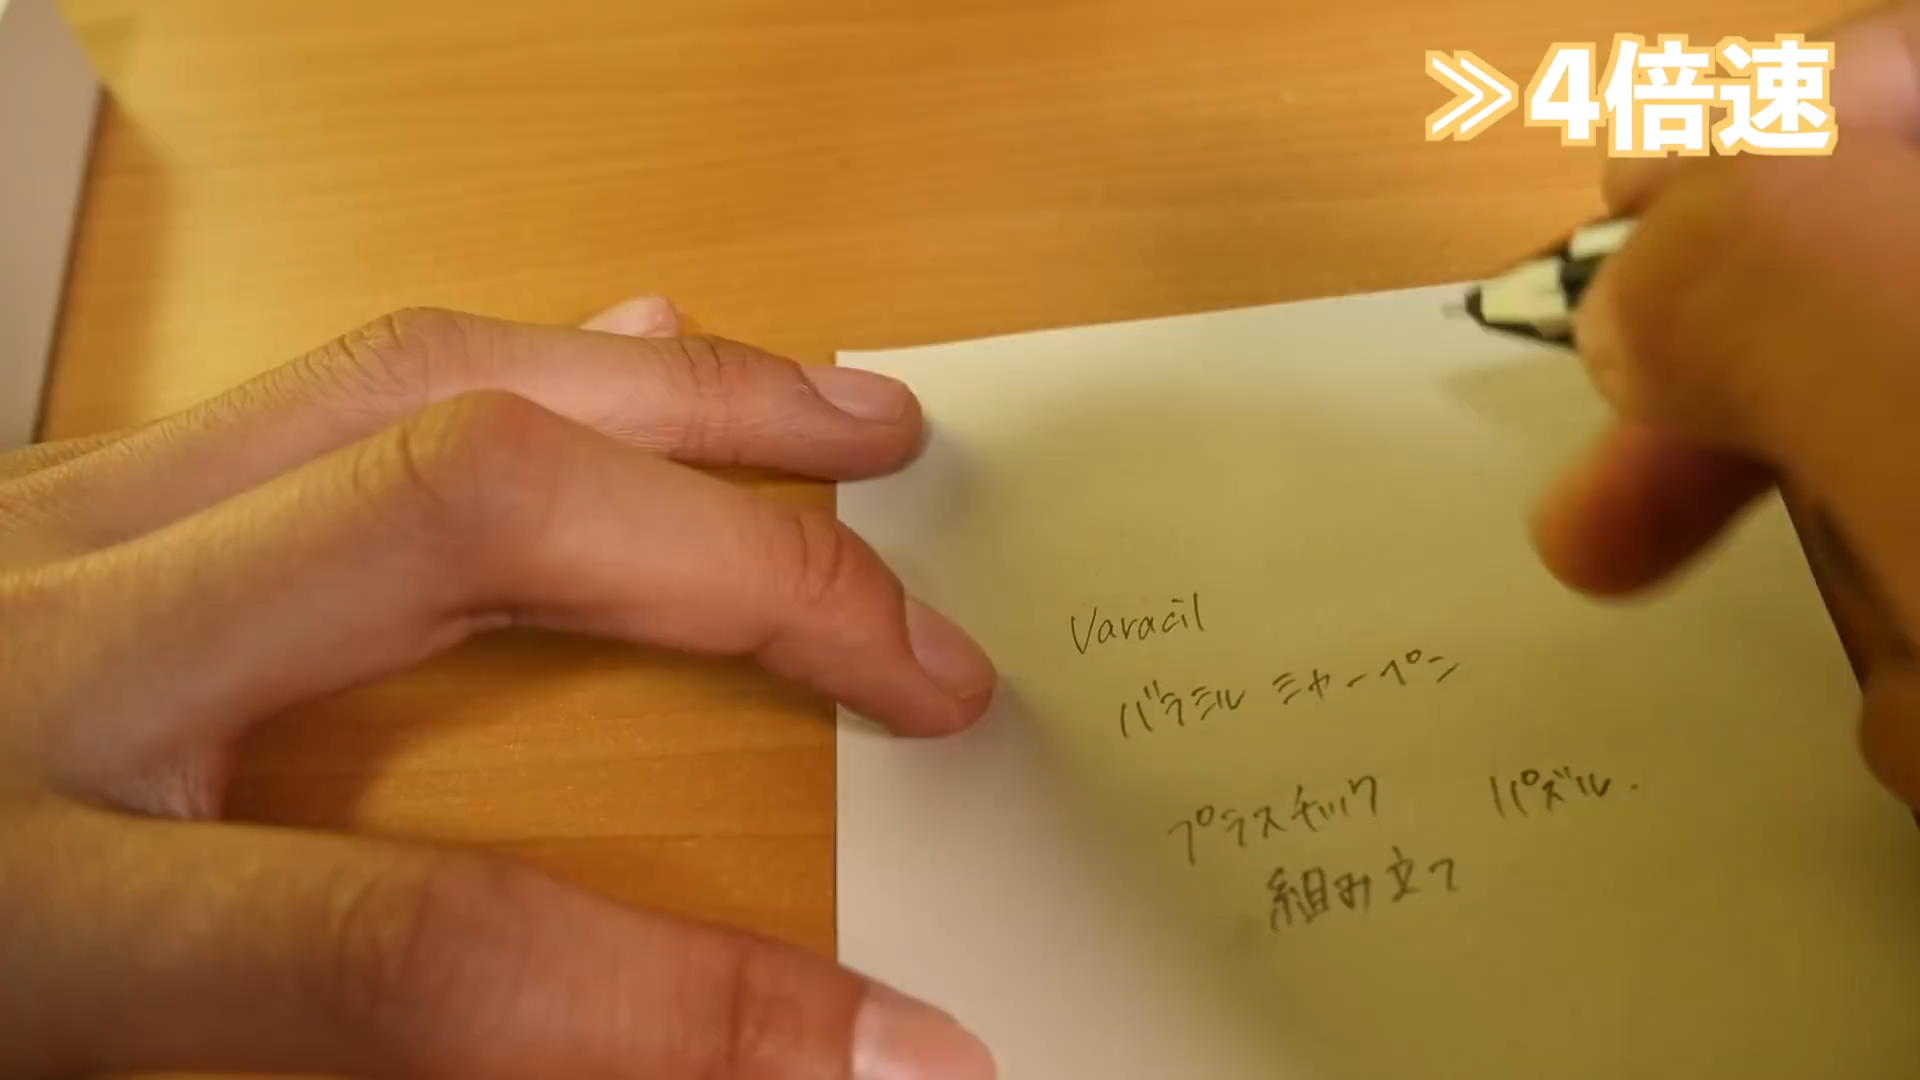 ≫4倍速
Varacil
バラシル シャーペン
プラスチック パズル.
組み立て